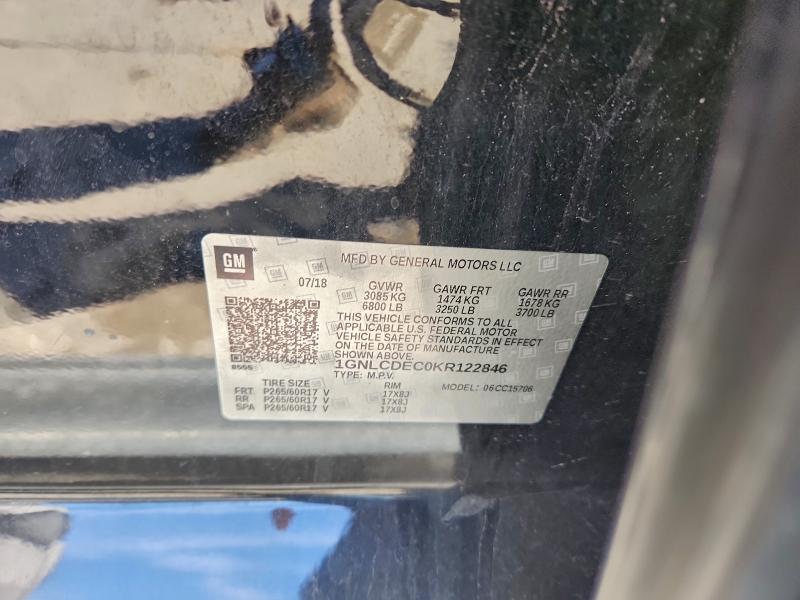 GM
MFD BY GENERAL MOTORS LLC
07/18
GVWR GAWR FRT GAWR RR
3085 KG 1474 KG 1678 KG
6800 LB 3250 LB 3700 LB
THIS VEHICLE CONFORMS TO ALL
APPLICABLE U.S. FEDERAL MOTOR
VEHICLE SAFETY STANDARDS IN EFFECT
ON THE DATE OF MANUFACTURE
SHOWN ABOVE.
1GNLCDEC0KR122846
TYPE: M.P.V.
TIRE SIZE RIM MODEL: 06CC15706
FRT P265/60R17 V 17X8J
RR P265/60R17 V 17X8J
SPA P265/60R17 V 17X8J